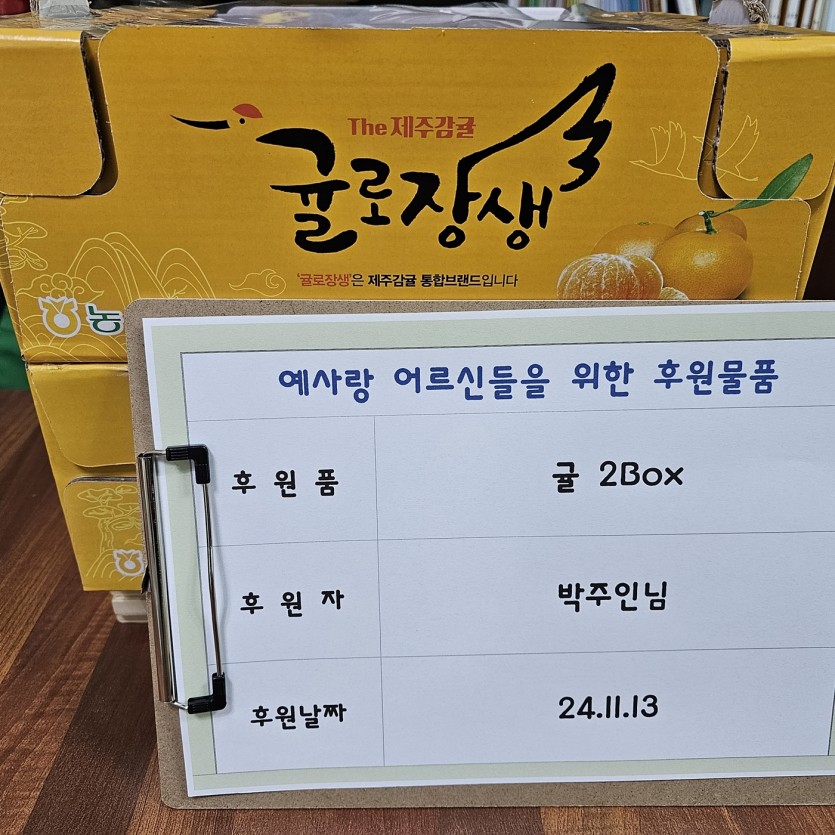 The 제주감귤
귤로장생
'귤로장생'은 제주감귤 통합브랜드입니다
농
예사랑 어르신들을 위한 후원물품
후원품 귤 2Box
후원자 박주인님
후원날짜 24.11.13